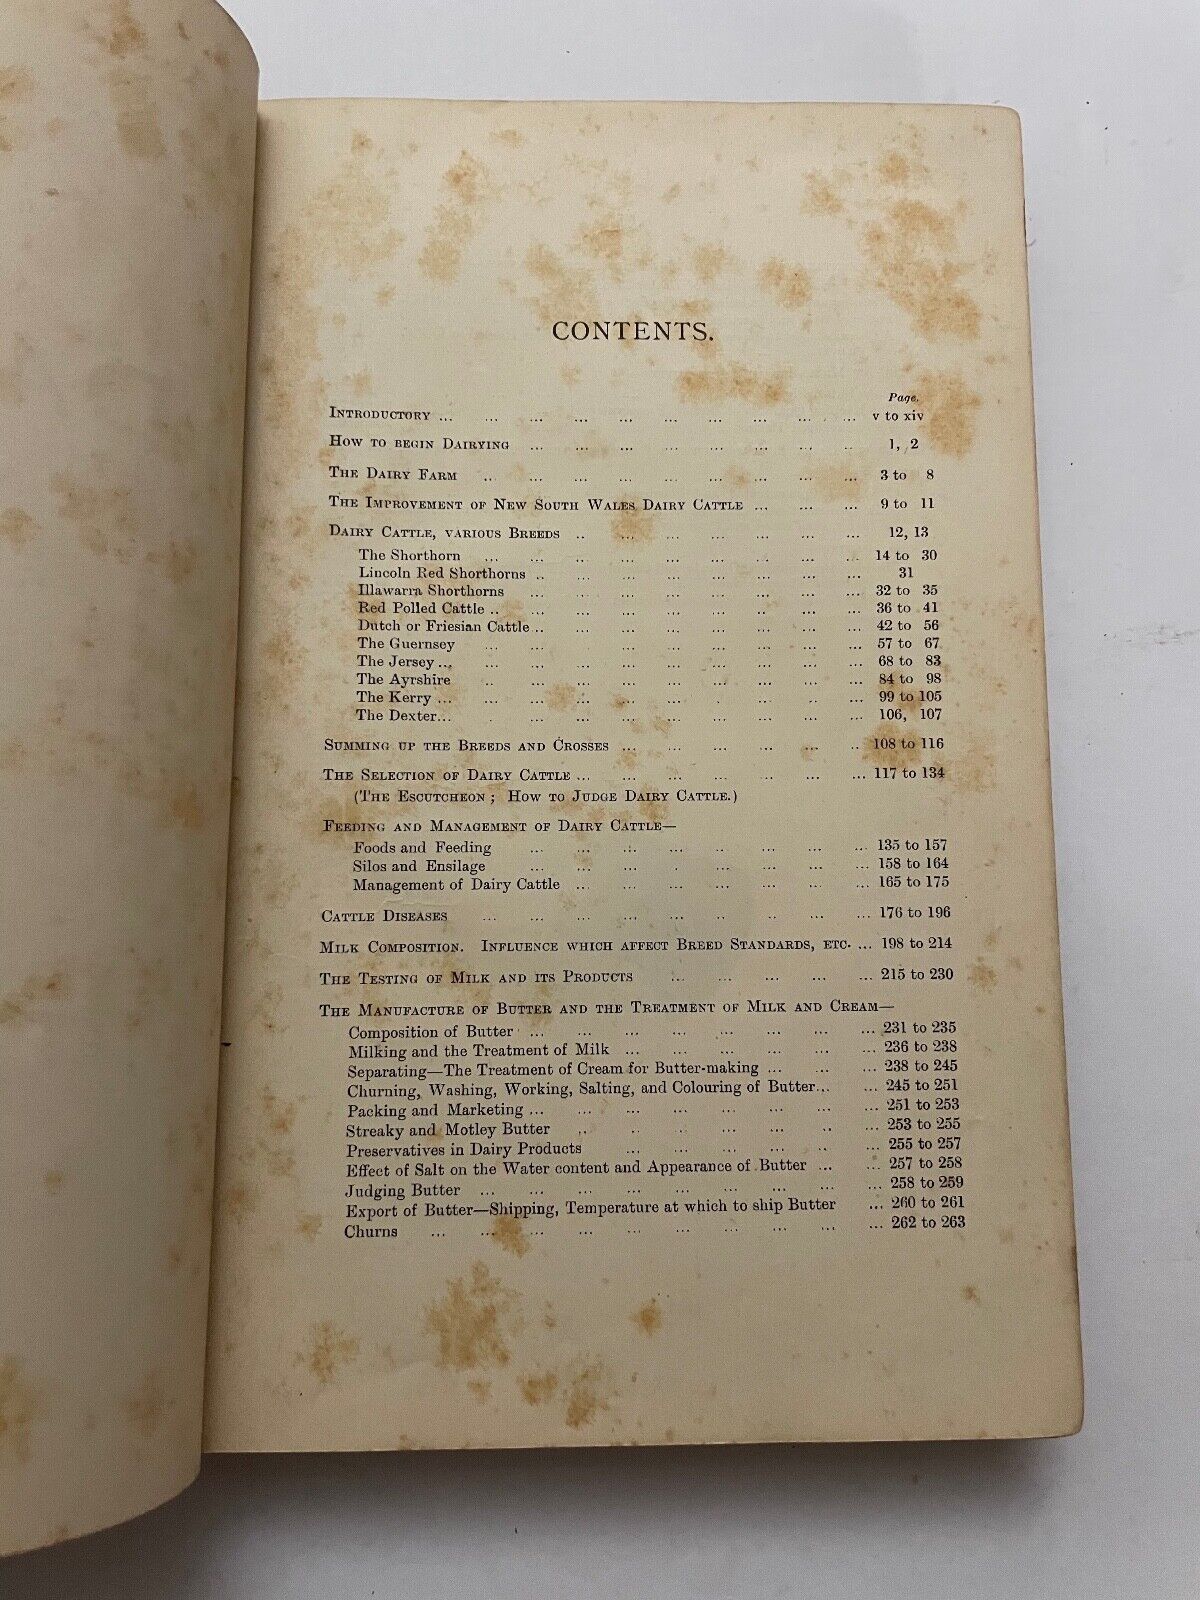 CONTENTS.
Page.
INTRODUCTORY ... ... ... ... ... ... ... ... ... ... v to xiv
HOW TO BEGIN DAIRYING ... ... ... ... ... ... ... .. 1, 2
THE DAIRY FARM .. ... ... ... ... ... ... ... ... 3 to 8
THE IMPROVEMENT OF NEW SOUTH WALES DAIRY CATTLE ... ... ... 9 to 11
DAIRY CATTLE, VARIOUS BREEDS .. ... ... ... ... ... ... 12, 13
The Shorthorn ... ... .. ... ... ... ... ... ... 14 to 30
Lincoln Red Shorthorns .. ... ... ... ... ... ... ... 31
Illawarra Shorthorns ... ... ... ... ... ... ... ... 32 to 35
Red Polled Cattle .. ... ... ... ... ... .. ... ... 36 to 41
Dutch or Friesian Cattle .. ... ... ... ... ... ... ... 42 to 56
The Guernsey ... ... ... ... ... ... ... ... ... 57 to 67
The Jersey ... ... ... ... ... ... ... ... ... ... 68 to 83
The Ayrshire .. ... ... ... ... ... ... ... ... 84 to 98
The Kerry ... ... ... ... ... ... . . ... ... 99 to 105
The Dexter... . ... ... ... ... ... ... ... ... 106, 107
SUMMING UP THE BREEDS AND CROSSES ... ... ... ... ... .. 108 to 116
THE SELECTION OF DAIRY CATTLE ... ... ... ... ... ... ... 117 to 134
(THE ESCUTCHEON; HOW TO JUDGE DAIRY CATTLE.)
FEEDING AND MANAGEMENT OF DAIRY CATTLE—
Foods and Feeding ... ... ... ... .. ... ... ... 135 to 157
Silos and Ensilage ... ... ... . ... ... ... ... 158 to 164
Management of Dairy Cattle ... ... ... ... ... ... ... 165 to 175
CATTLE DISEASES ... ... ... ... .. .. ... ... ... 176 to 196
MILK COMPOSITION. INFLUENCE WHICH AFFECT BREED STANDARDS, ETC. ... 198 to 214
THE TESTING OF MILK AND ITS PRODUCTS ... ... ... ... ... 215 to 230
THE MANUFACTURE OF BUTTER AND THE TREATMENT OF MILK AND CREAM—
Composition of Butter ... ... ... ... ... ... ... ... 231 to 235
Milking and the Treatment of Milk ... ... ... ... ... ... 236 to 238
Separating—The Treatment of Cream for Butter-making ... ... ... 238 to 245
Churning, Washing, Working, Salting, and Colouring of Butter... ... 245 to 251
Packing and Marketing ... ... ... ... ... ... ... ... 251 to 253
Streaky and Motley Butter .. .. ... ... ... .. ... 253 to 255
Preservatives in Dairy Products ... ... ... ... .. ... 255 to 257
Effect of Salt on the Water content and Appearance of Butter ... ... 257 to 258
Judging Butter ... ... ... ... ... ... ... ... ... 258 to 259
Export of Butter—Shipping, Temperature at which to ship Butter ... 260 to 261
Churns ... ... ... ... ... ... ... ... ... ... 262 to 263